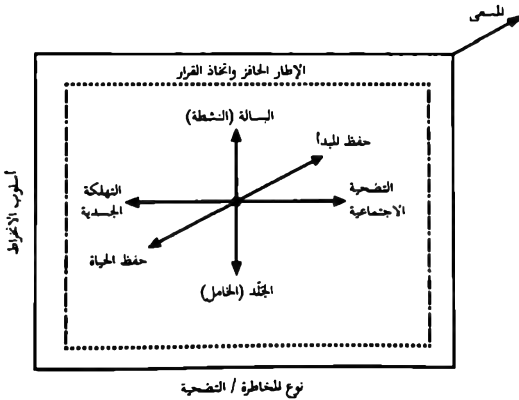 المسعى
الإطار الحافز واتخاذ القرار
البسالة (النشطة)
حفظ المبدأ
التهلكة
الجسدية
التضحية
الاجتماعية
حفظ الحياة
الجَلَد (الخامل)
أسلوب الانخراط
نوع المخاطرة / التضحية